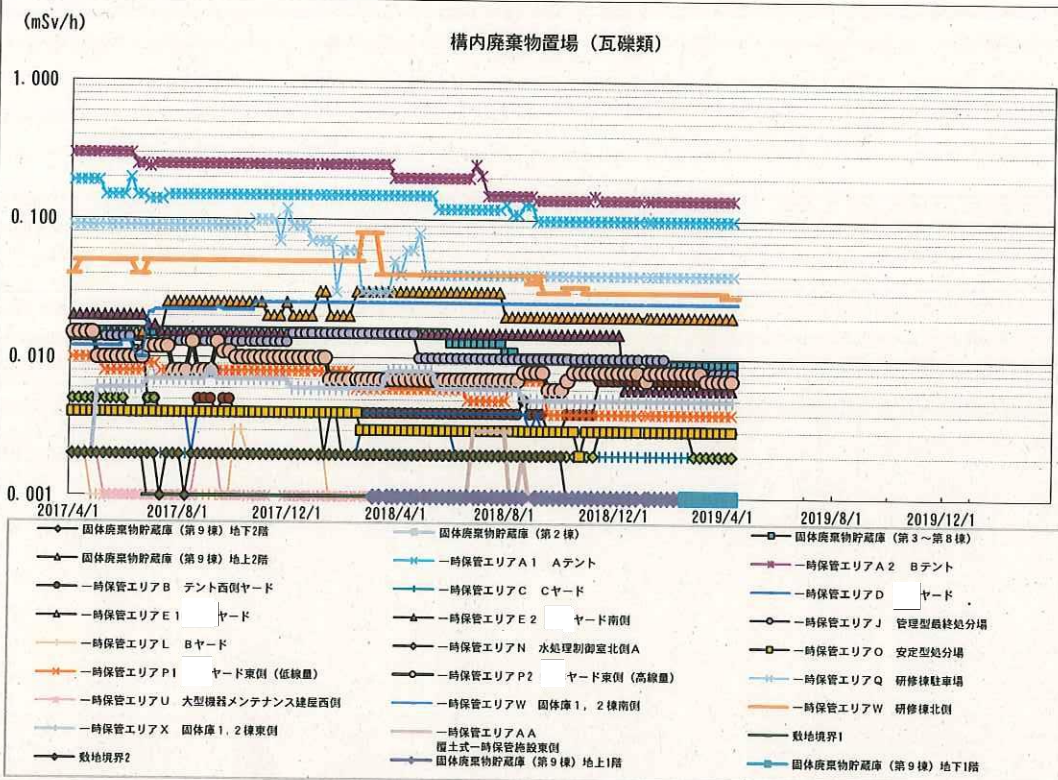 (mSv/h)
構内廃棄物置場（瓦礫類）
1.000
0.100
0.010
0.001
2017/4/1 2017/8/1 2017/12/1 2018/4/1 2018/8/1 2018/12/1 2019/4/1 2019/8/1 2019/12/1
固体廃棄物貯蔵庫（第9棟）地下2階
固体廃棄物貯蔵庫（第2棟）
固体廃棄物貯蔵庫（第3～第8棟）
固体廃棄物貯蔵庫（第9棟）地上2階
一時保管エリアA1 Aテント
一時保管エリアA2 Bテント
一時保管エリアB テント西側ヤード
一時保管エリアC Cヤード
一時保管エリアD ヤード
一時保管エリアE1 ヤード
一時保管エリアE2 ヤード南側
一時保管エリアJ 管理型最終処分場
一時保管エリアL Bヤード
一時保管エリアN 水処理制御室北側A
一時保管エリアO 安定型処分場
一時保管エリアP1 ヤード東側（低線量）
一時保管エリアP2 ヤード東側（高線量）
一時保管エリアQ 研修棟駐車場
一時保管エリアU 大型機器メンテナンス建屋西側
一時保管エリアW 固体庫1,2棟南側
一時保管エリアW 研修棟北側
一時保管エリアX 固体庫1,2棟東側
一時保管エリアAA
覆土式一時保管施設東側
敷地境界1
敷地境界2
固体廃棄物貯蔵庫（第9棟）地上1階
固体廃棄物貯蔵庫（第9棟）地下1階